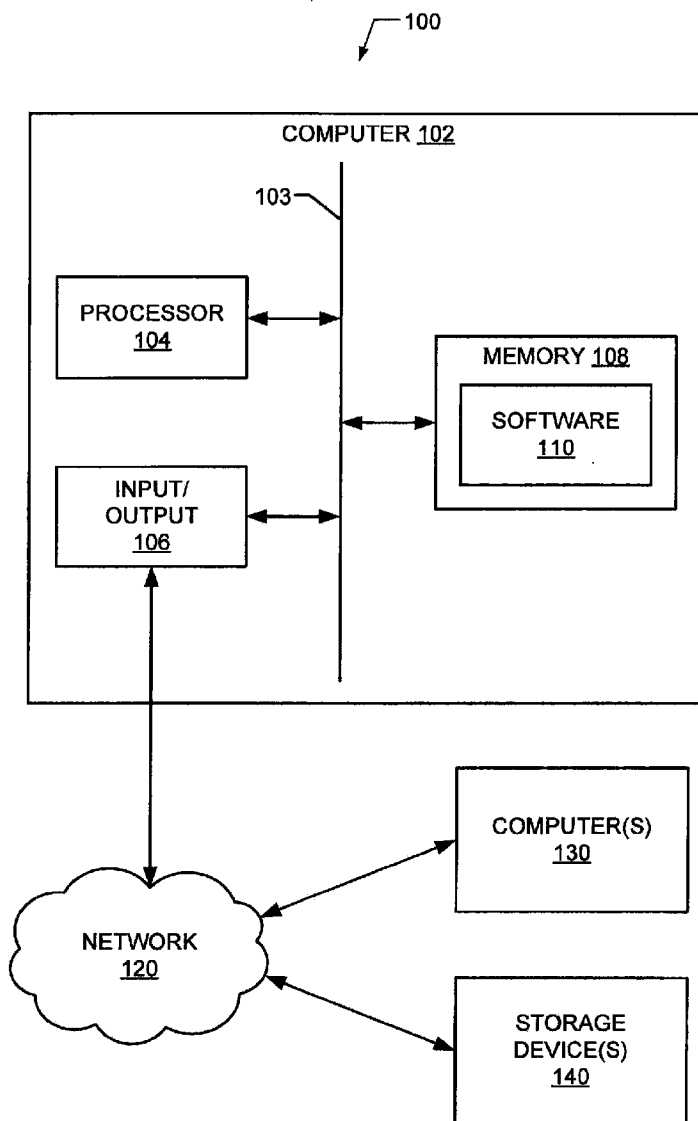 100
COMPUTER 102
103
PROCESSOR
104
MEMORY 108
SOFTWARE
110
INPUT/
OUTPUT
106
COMPUTER(S)
130
NETWORK
120
STORAGE
DEVICE(S)
140